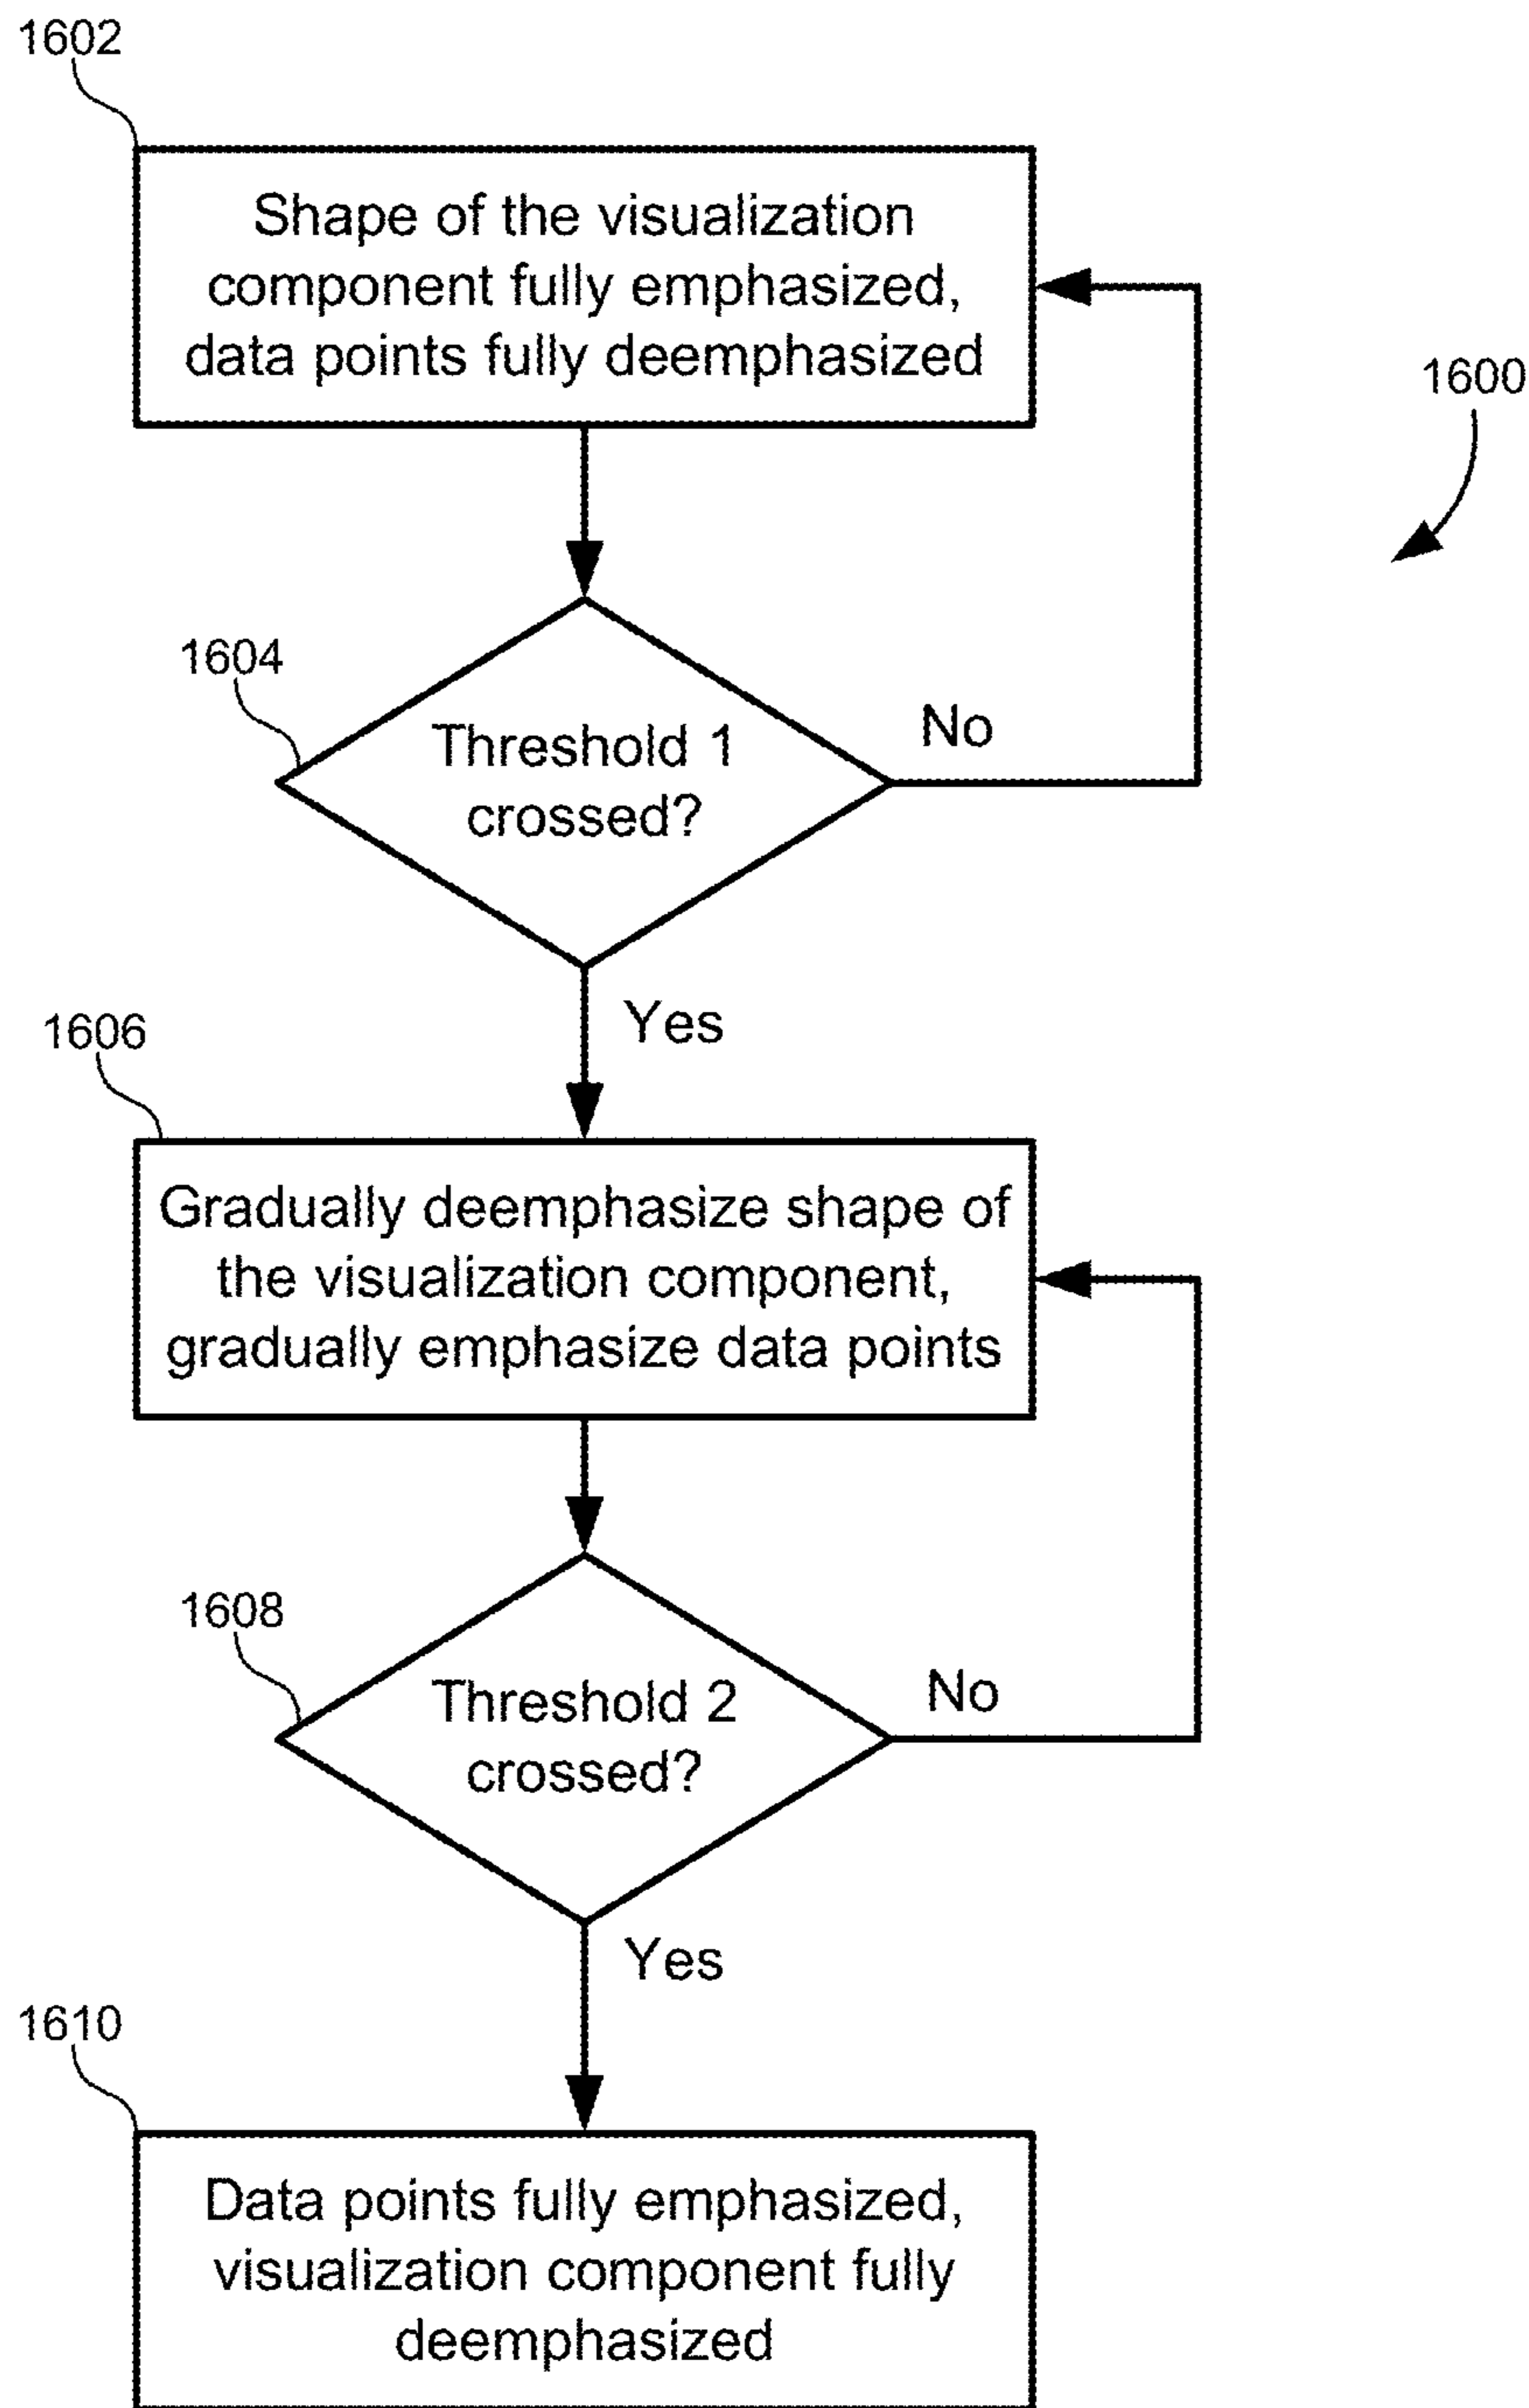 1602
Shape of the visualization
component fully emphasized,
data points fully deemphasized
1600
1604
Threshold 1
crossed?
No
Yes
1606
Gradually deemphasize shape of
the visualization component,
gradually emphasize data points
1608
Threshold 2
crossed?
No
Yes
1610
Data points fully emphasized,
visualization component fully
deemphasized